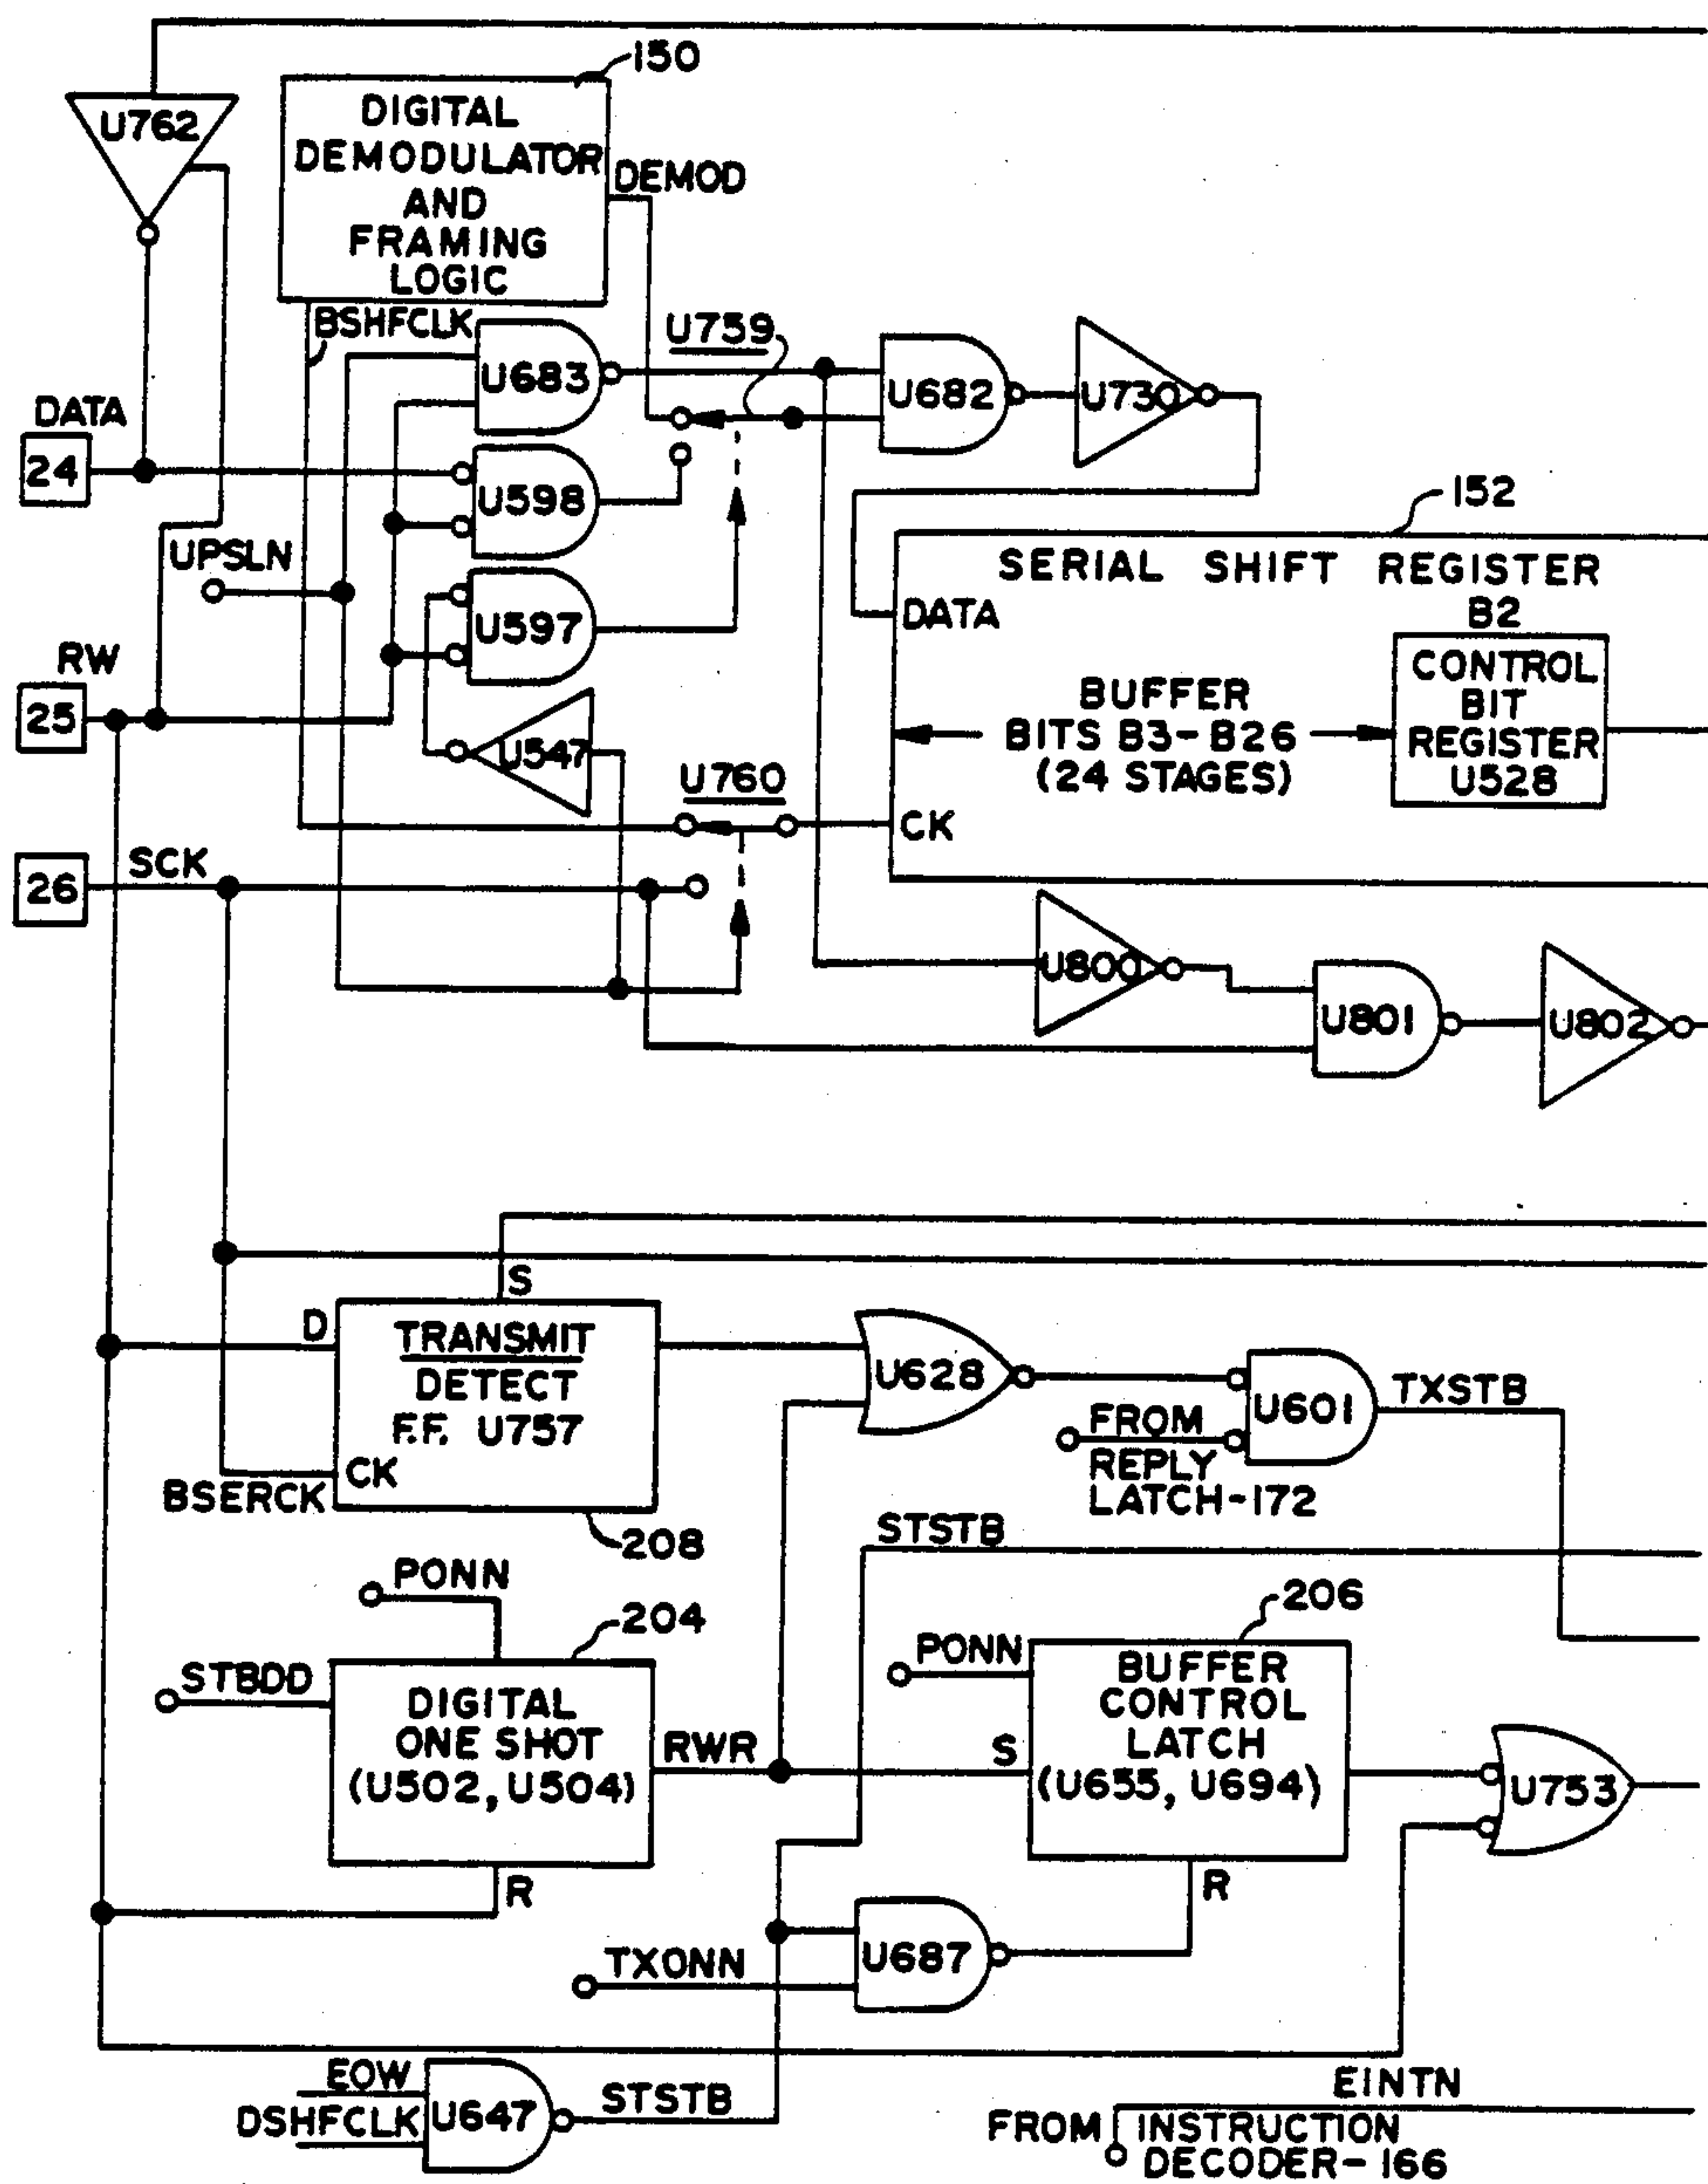 150
U762
DIGITAL
DEMODULATOR
AND
FRAMING
LOGIC
DEMOD
BSHFCLK
U683
U759
U682
U730
DATA
24
U598
152
UPSLN
U597
SERIAL SHIFT REGISTER
B2
DATA
RW
25
CONTROL
BIT
REGISTER
U528
BUFFER
BITS B3-B26
(24 STAGES)
U547
U760
CK
SCK
26
U800
U801
U802
S
D
TRANSMIT
DETECT
F.F. U757
CK
BSERCK
208
U628
U601
TXSTB
FROM
REPLY
LATCH-172
STSTB
PONN
204
206
STBDD
DIGITAL
ONE SHOT
(U502, U504)
RWR
R
PONN
BUFFER
CONTROL
LATCH
(U655, U694)
S
R
U753
U687
TXONN
EOW
DSHFCLK
U647
STSTB
EINTN
FROM INSTRUCTION
DECODER-166